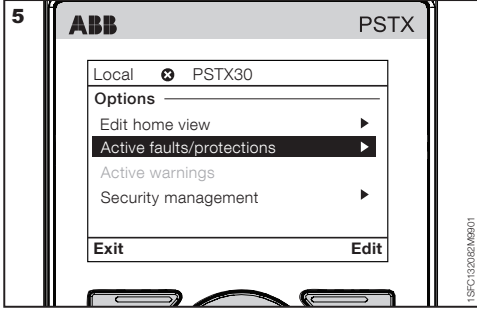 5
ABB PSTX
Local PSTX30
Options
Edit home view
Active faults/protections
Active warnings
Security management
Exit Edit
1SFC132082M9901